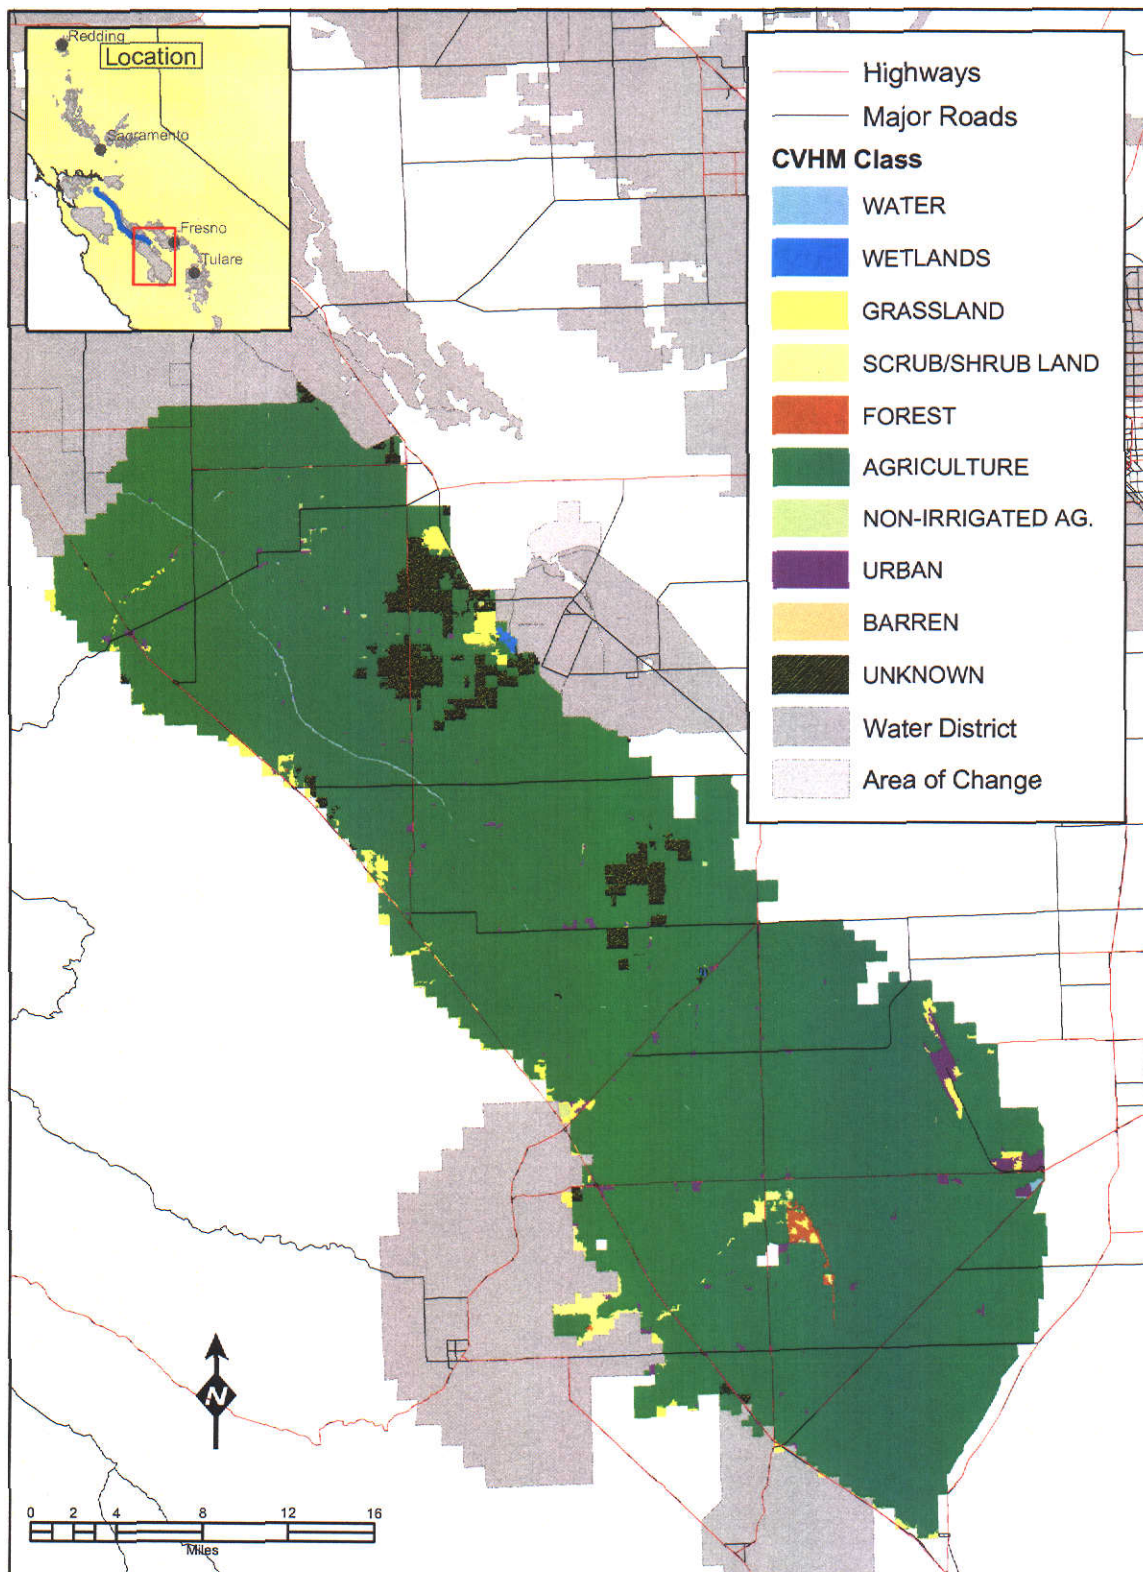 Redding
Location
Sacramento
Fresno
Tulare
Highways
Major Roads
CVHM Class
WATER
WETLANDS
GRASSLAND
SCRUB/SHRUB LAND
FOREST
AGRICULTURE
NON-IRRIGATED AG.
URBAN
BARREN
UNKNOWN
Water District
Area of Change
N
0 2 4 8 12 16
Miles